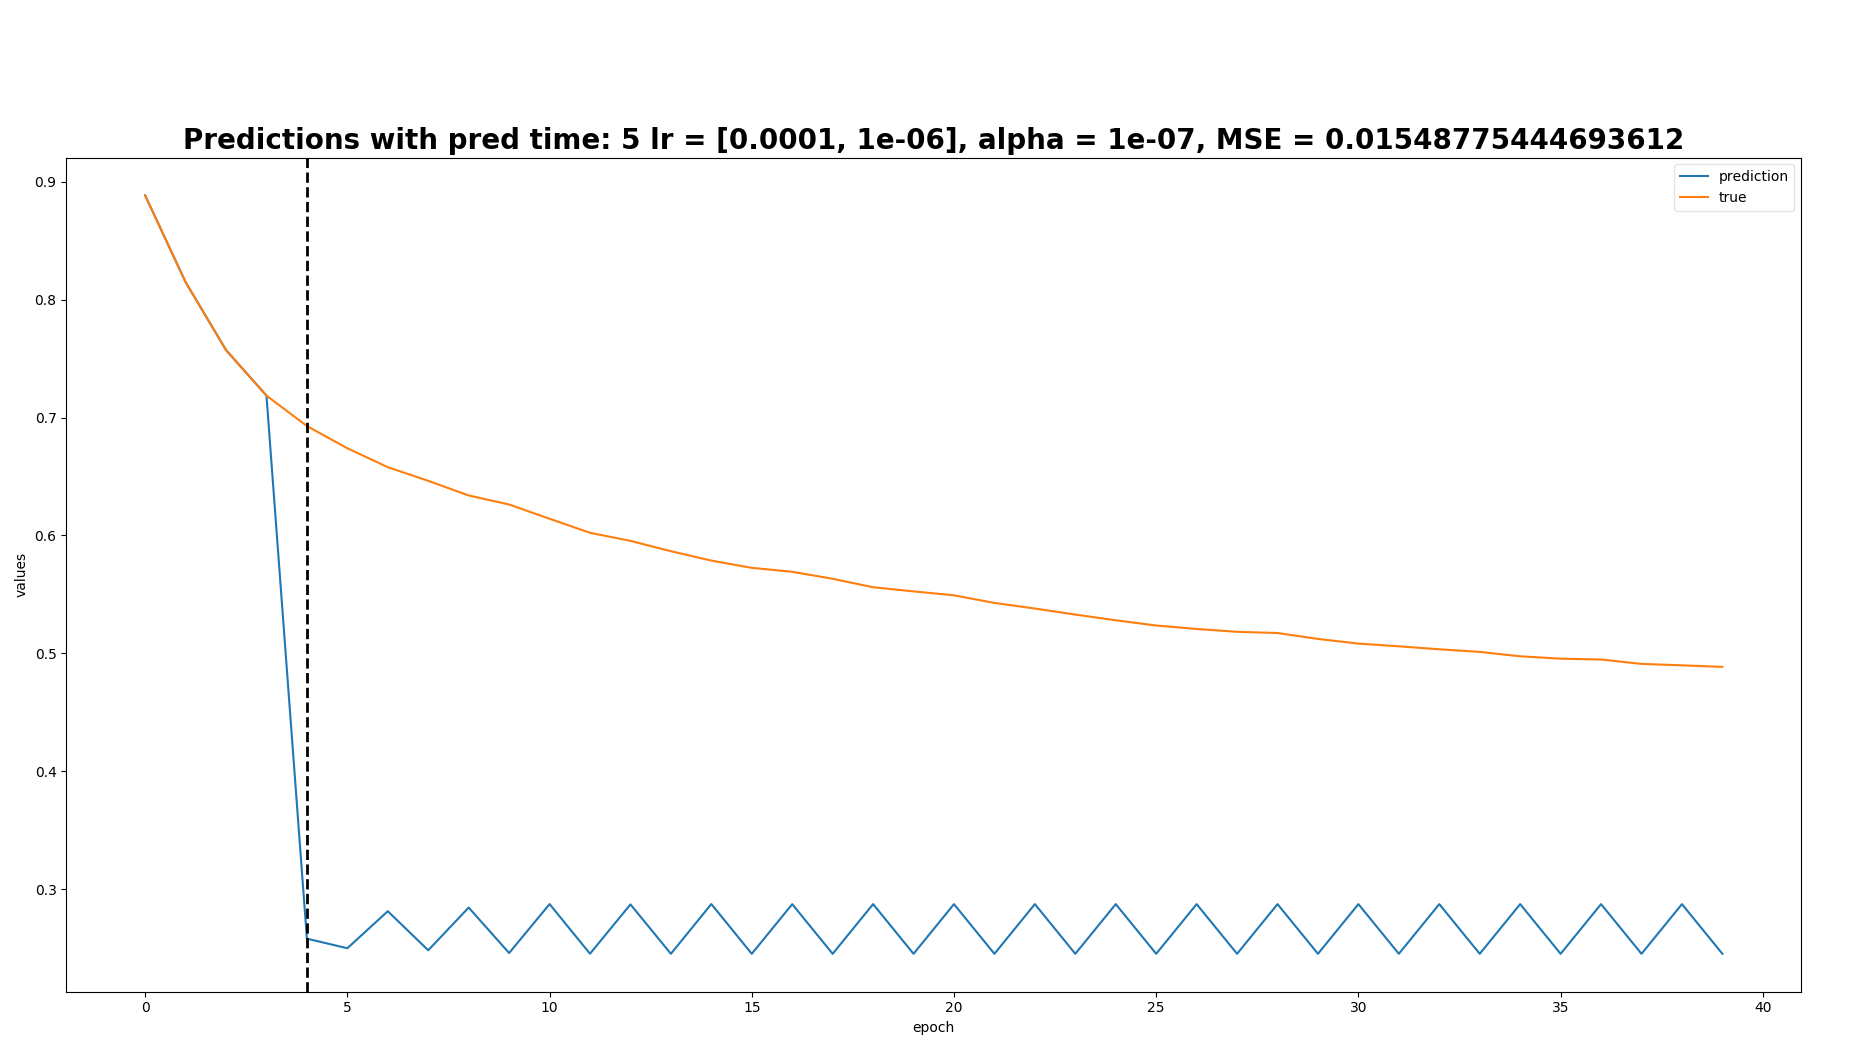 Predictions with pred time: 5 lr = [0.0001, 1e-06], alpha = 1e-07, MSE = 0.01548775444693612
prediction
true
0.9
0.8
0.7
0.6
0.5
0.4
0.3
values
0 5 10 15 20 25 30 35 40
epoch